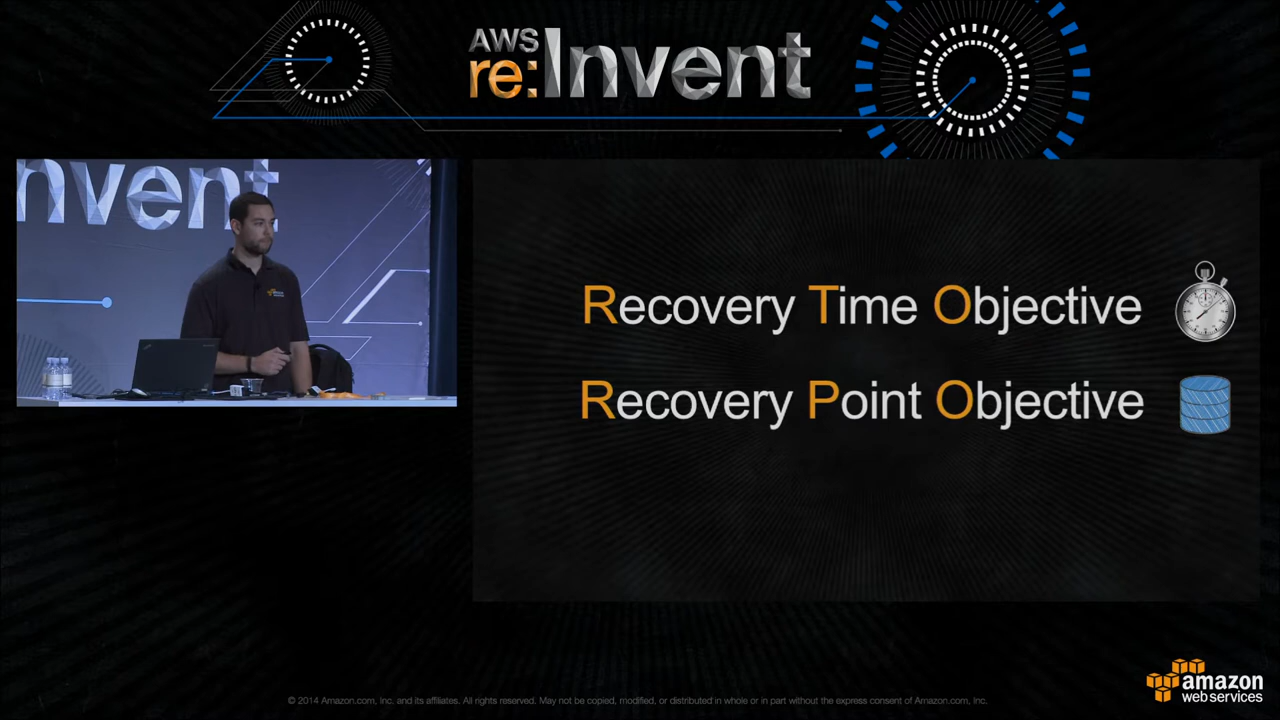 AWS
re:Invent
nvent
Recovery Time Objective
Recovery Point Objective
© 2014 Amazon.com, Inc. and its affiliates. All rights reserved. May not be copied, modified, or distributed in whole or in part without the express consent of Amazon.com, Inc.
amazon
web services